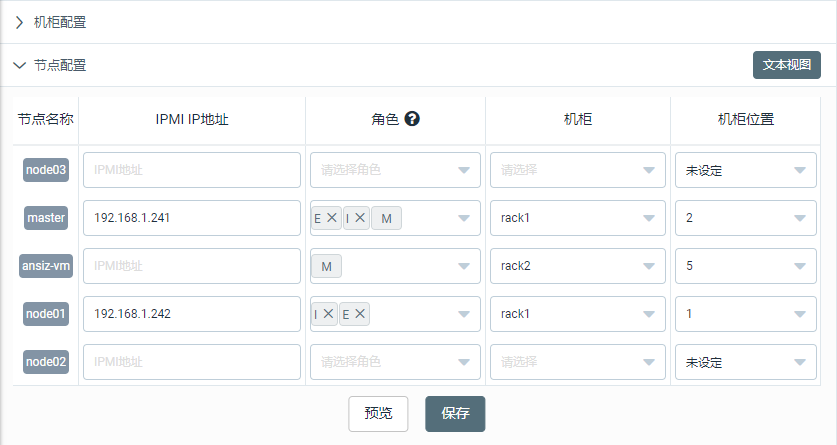 机柜配置
节点配置 文本视图
节点名称 IPMI IP地址 角色 ? 机柜 机柜位置
node03 IPMI地址 请选择角色 请选择 未设定
master 192.168.1.241 E × I × M rack1 2
ansiz-vm IPMI地址 M rack2 5
node01 192.168.1.242 I × E × rack1 1
node02 IPMI地址 请选择角色 请选择 未设定
预览 保存